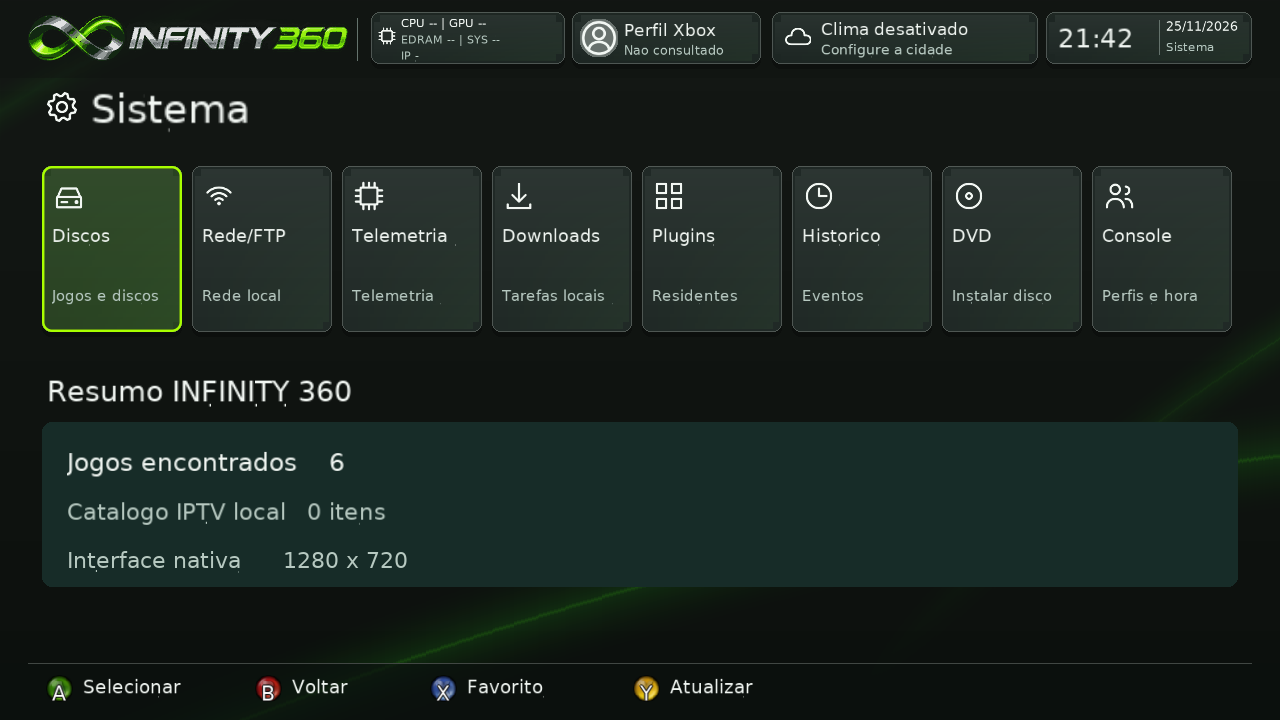 INFINITY 360
CPU -- | GPU --
EDRAM -- | SYS --
IP -
Perfil Xbox
Nao consultado
Clima desativado
Configure a cidade
21:42
25/11/2026
Sistema
Sistema
Discos
Jogos e discos
Rede/FTP
Rede local
Telemetria
Telemetria
Downloads
Tarefas locais
Plugins
Residentes
Historico
Eventos
DVD
Instalar disco
Console
Perfis e hora
Resumo INFINITY 360
Jogos encontrados 6
Catalogo IPTV local 0 itens
Interface nativa 1280 x 720
A Selecionar
B Voltar
X Favorito
Y Atualizar